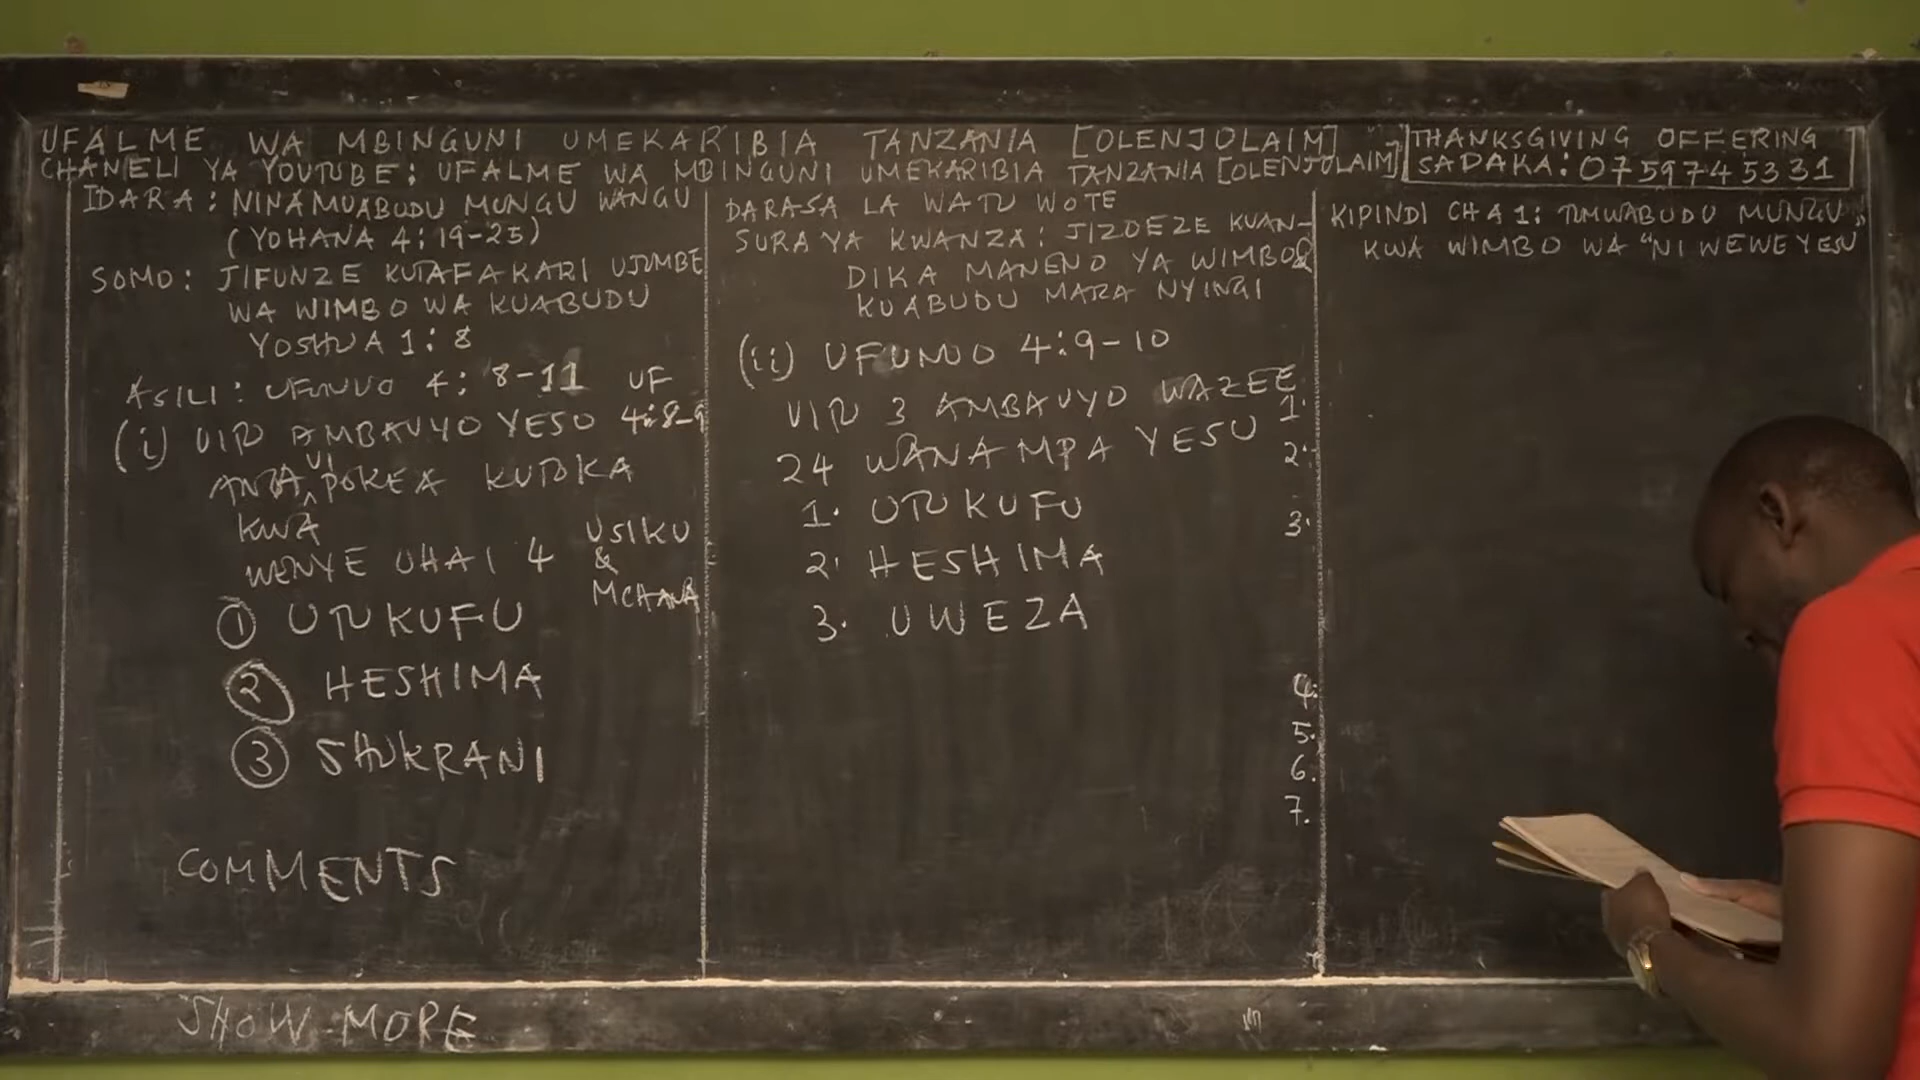 UFALME WA MBINGUNI UMEKARIBIA TANZANIA [OLENJOLAIM]
CHANELI YA YOUTUBE: UFALME WA MBINGUNI UMEKARIBIA TANZANIA [OLENJOLAIM]
THANKSGIVING OFFERING
SADAKA: 0759745331
IDARA: NINAMUABUDU MUNGU WANGU
(YOHANA 4:19-25)
SOMO: JIFUNZE KUTAFAKARI UJUMBE
WA WIMBO WA KUABUDU
YOSHUA 1:8
ASILI: UFUNUO 4:8-11 UF
(i) VITU AMBAVYO YESU 4:8-9
ANAVIPOKEA KUTOKA
KWA
WENYE UHAI 4
USIKU
&
MCHANA
1 UTUKUFU
2 HESHIMA
3 SHUKRANI
COMMENTS
SHOW MORE
DARASA LA WATU WOTE
SURA YA KWANZA: JIZOEZE KUAN-
DIKA MANENO YA WIMBO
KUABUDU MARA NYINGI
(ii) UFUNUO 4:9-10
VITU 3 AMBAVYO WAZEE
24 WANAMPA YESU
1. UTUKUFU
2. HESHIMA
3. UWEZA
1.
2.
3.
4.
5.
6.
7.
KIPINDI CHA 1: TUMWABUDU MUNGU
KWA WIMBO WA "NI WEWE YESU"